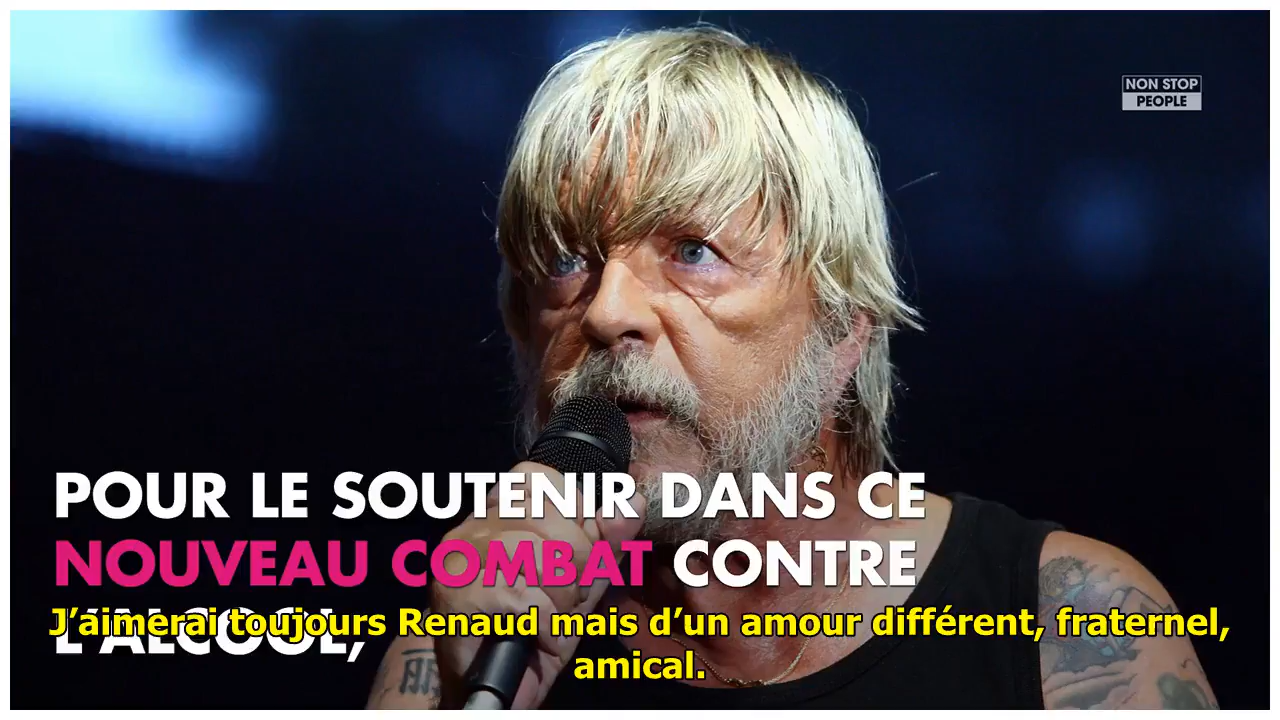 NON STOP
PEOPLE
POUR LE SOUTENIR DANS CE
NOUVEAU COMBAT CONTRE
L'ALCOOL,
J’aimerai toujours Renaud mais d’un amour différent, fraternel,
amical.